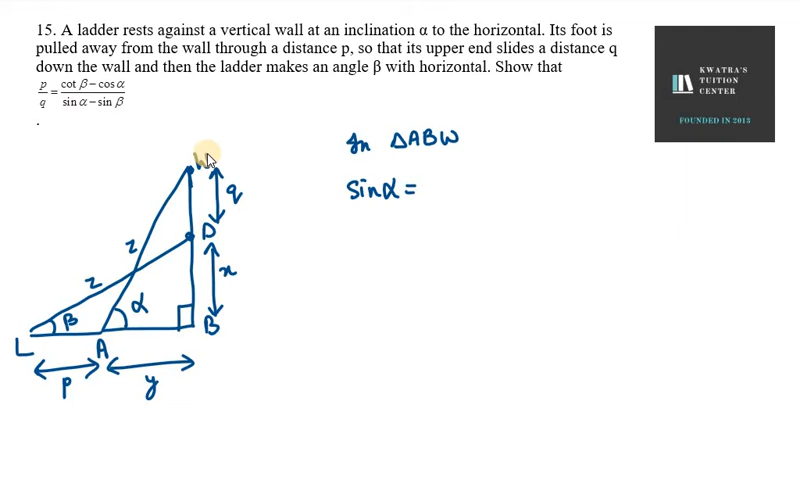 15. A ladder rests against a vertical wall at an inclination α to the horizontal. Its foot is
pulled away from the wall through a distance p, so that its upper end slides a distance q
down the wall and then the ladder makes an angle β with horizontal. Show that
p/q = (cot β – cos α)/(sin α – sin β)
.
KWATRA'S
TUITION
CENTER
FOUNDED IN 2013
In ΔABW
Sinα =
W
q
D
z
z
x
α
β
B
L
A
p
y